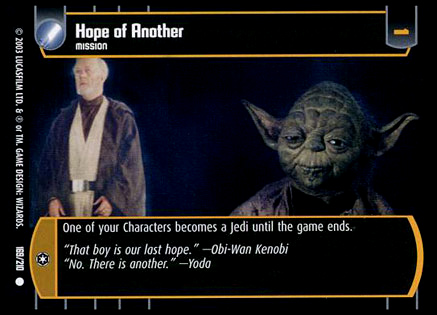 Hope of Another
MISSION
1
One of your Characters becomes a Jedi until the game ends.
"That boy is our last hope." —Obi-Wan Kenobi
"No. There is another." —Yoda
© 2003 LUCASFILM LTD. & ® or TM. GAME DESIGN: WIZARDS.
169/210